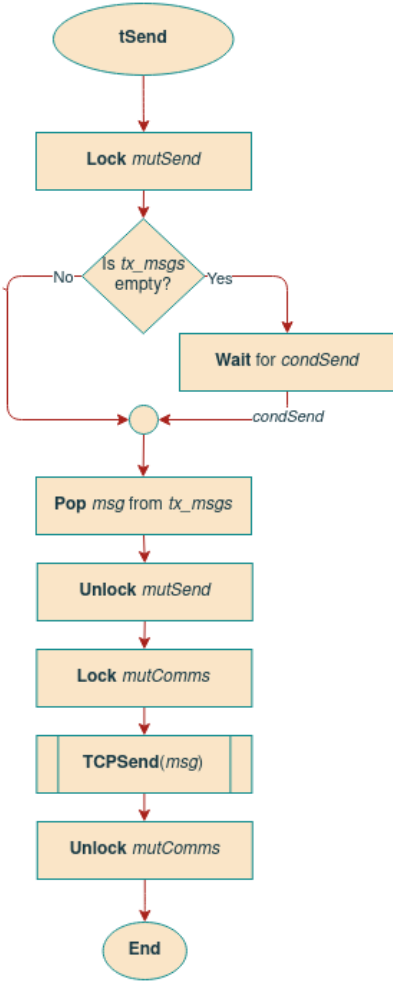 tSend
Lock mutSend
Is tx_msgs
empty?
No
Yes
Wait for condSend
condSend
Pop msg from tx_msgs
Unlock mutSend
Lock mutComms
TCPSend(msg)
Unlock mutComms
End